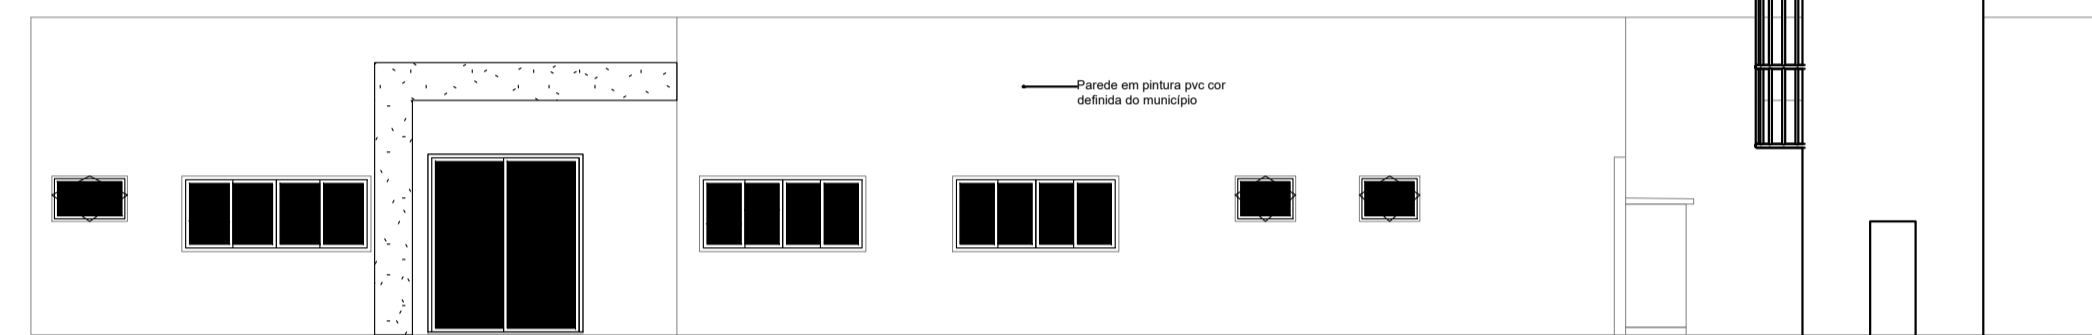 Parede em pintura pvc cor
definida do município